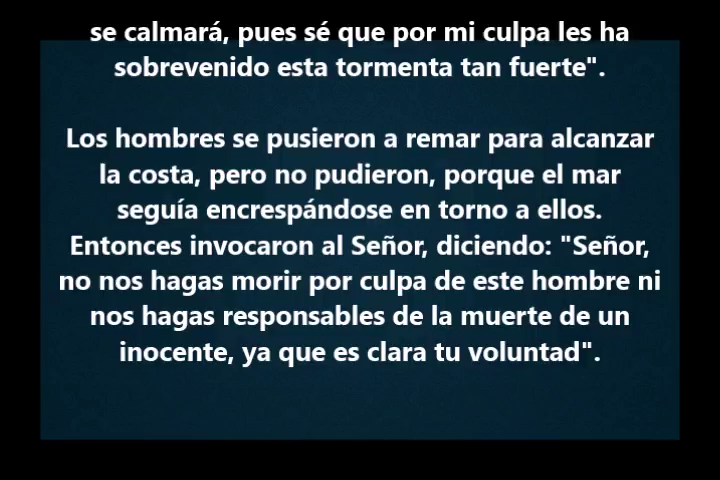 se calmará, pues sé que por mi culpa les ha
sobrevenido esta tormenta tan fuerte".
Los hombres se pusieron a remar para alcanzar
la costa, pero no pudieron, porque el mar
seguía encrespándose en torno a ellos.
Entonces invocaron al Señor, diciendo: "Señor,
no nos hagas morir por culpa de este hombre ni
nos hagas responsables de la muerte de un
inocente, ya que es clara tu voluntad".